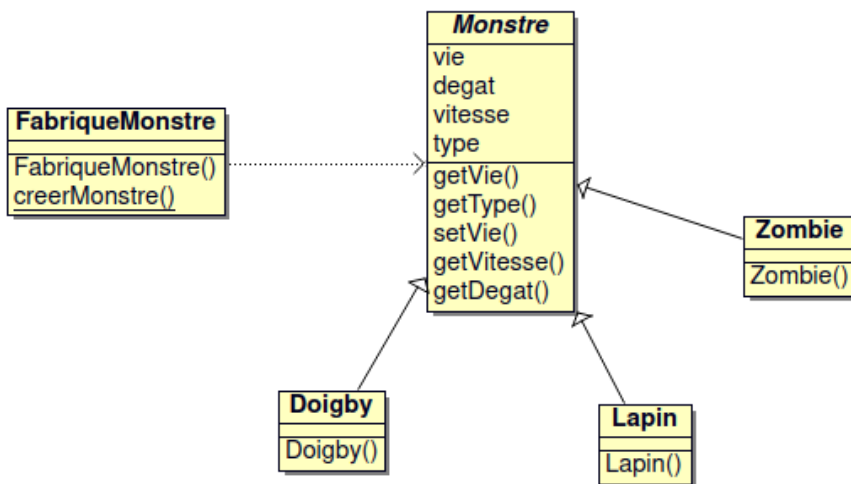 Monstre
vie
degat
vitesse
type
getVie()
getType()
setVie()
getVitesse()
getDegat()
FabriqueMonstre
FabriqueMonstre()
creerMonstre()
Zombie
Zombie()
Doigby
Doigby()
Lapin
Lapin()